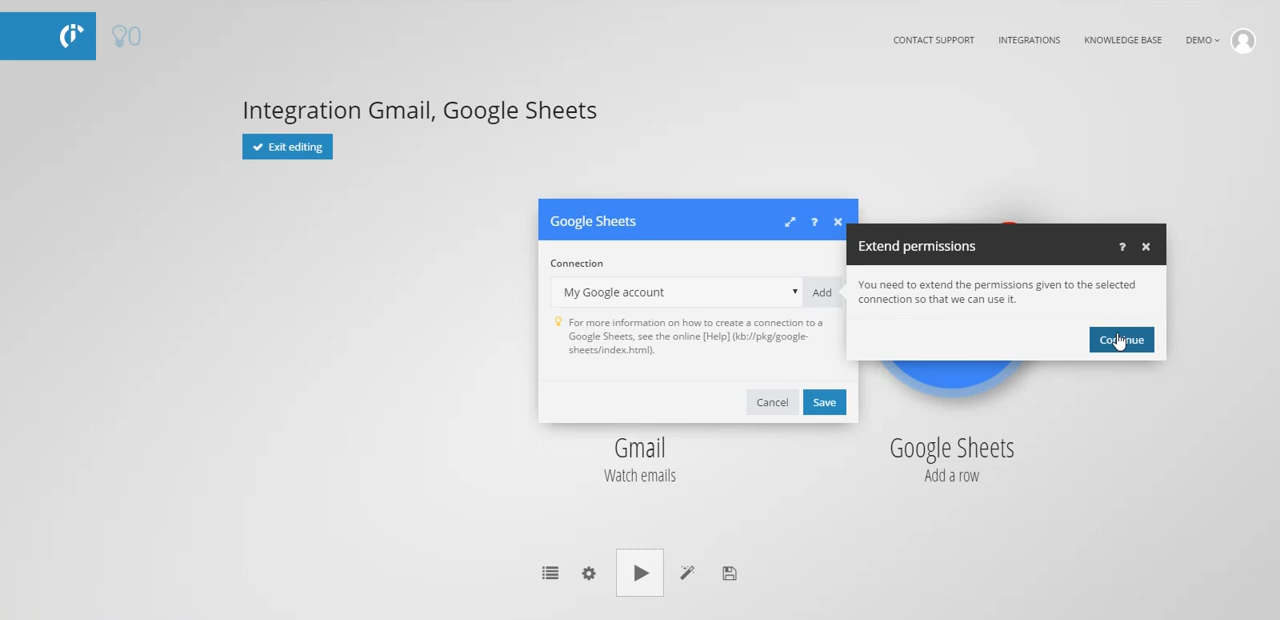 0
CONTACT SUPPORT
INTEGRATIONS
KNOWLEDGE BASE
DEMO
Integration Gmail, Google Sheets
Exit editing
Google Sheets
?
Connection
My Google account
Add
For more information on how to create a connection to a
Google Sheets, see the online [Help] (kb://pkg/google-
sheets/index.html).
Cancel
Save
Extend permissions
?
You need to extend the permissions given to the selected
connection so that we can use it.
Continue
Gmail
Watch emails
Google Sheets
Add a row